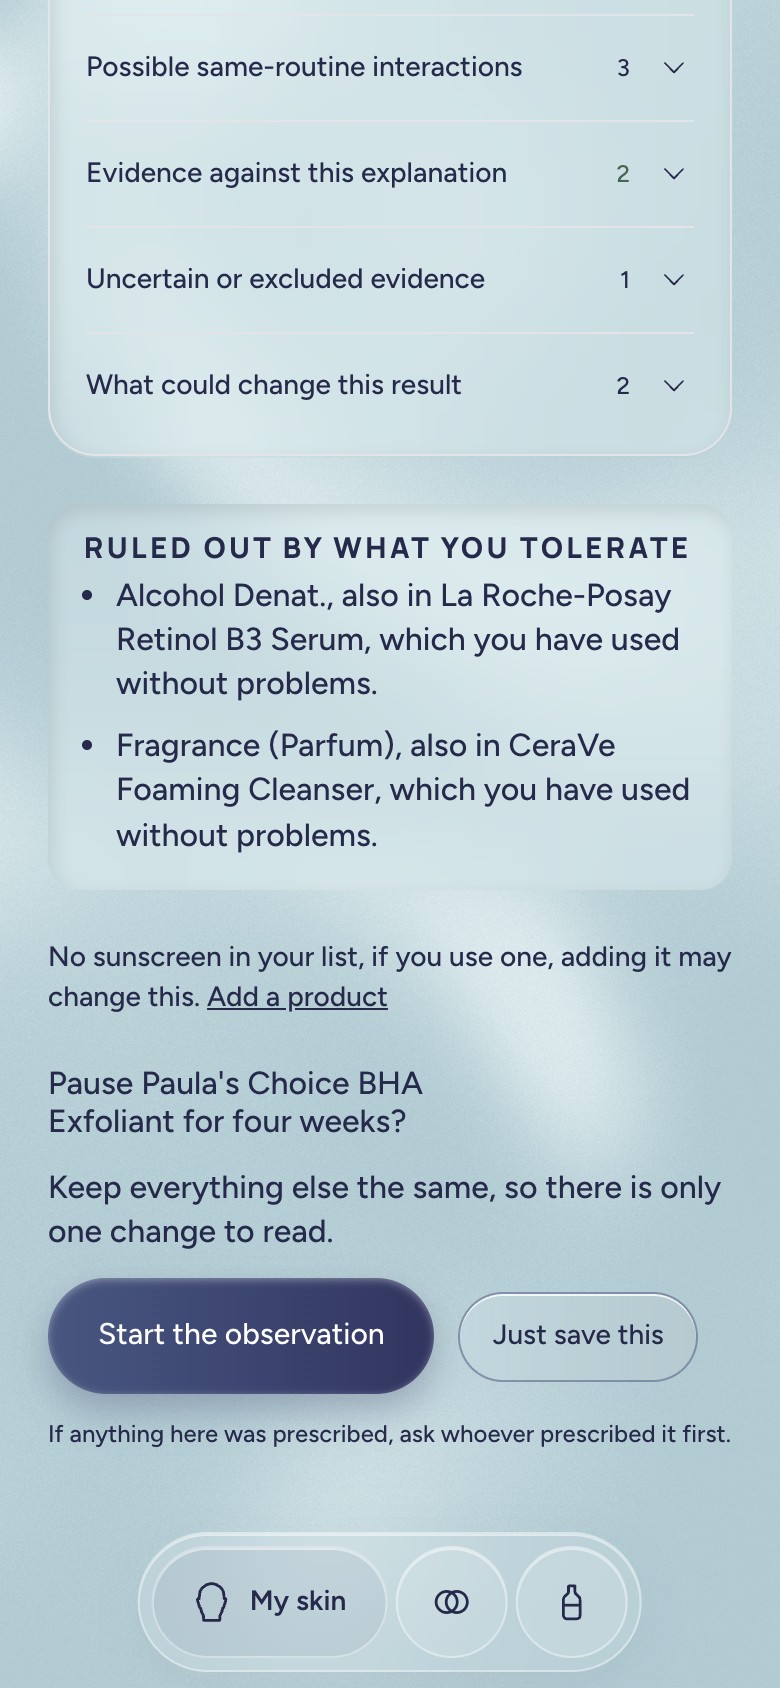 Possible same-routine interactions 3
Evidence against this explanation 2
Uncertain or excluded evidence 1
What could change this result 2
RULED OUT BY WHAT YOU TOLERATE
• Alcohol Denat., also in La Roche-Posay
Retinol B3 Serum, which you have used
without problems.
• Fragrance (Parfum), also in CeraVe
Foaming Cleanser, which you have used
without problems.
No sunscreen in your list, if you use one, adding it may
change this. Add a product
Pause Paula's Choice BHA
Exfoliant for four weeks?
Keep everything else the same, so there is only
one change to read.
Start the observation
Just save this
If anything here was prescribed, ask whoever prescribed it first.
My skin